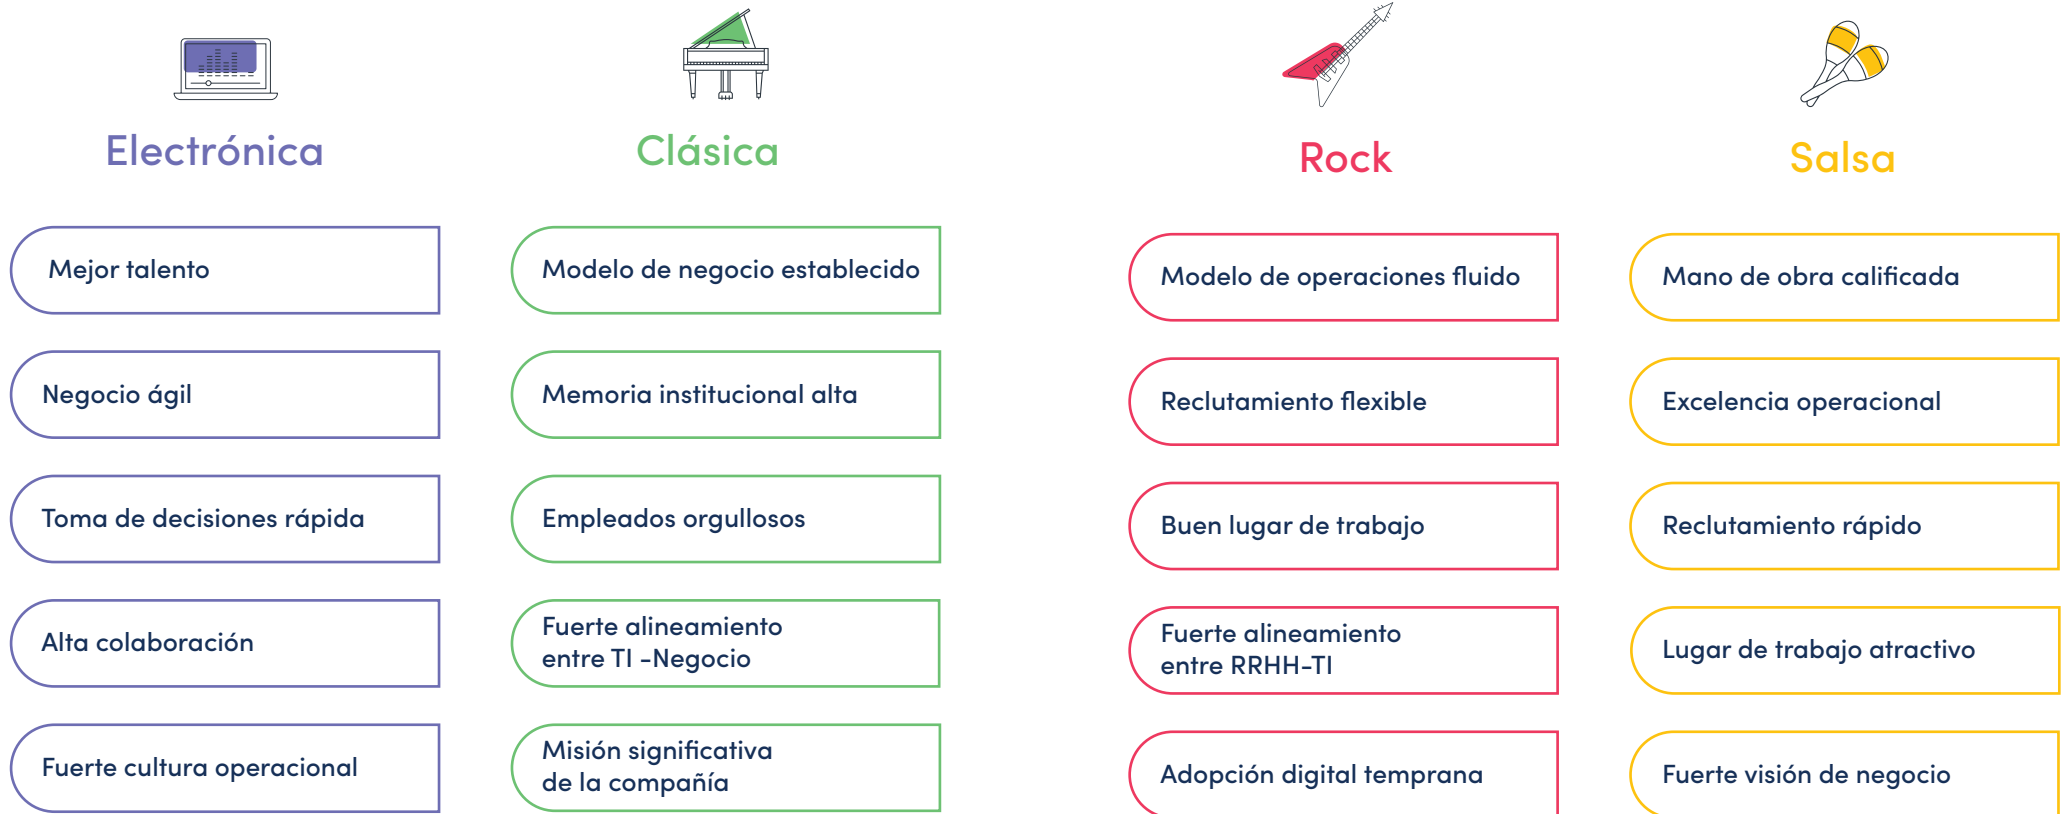 Electrónica
Mejor talento
Negocio ágil
Toma de decisiones rápida
Alta colaboración
Fuerte cultura operacional
Clásica
Modelo de negocio establecido
Memoria institucional alta
Empleados orgullosos
Fuerte alineamiento
entre TI -Negocio
Misión significativa
de la compañía
Rock
Modelo de operaciones fluido
Reclutamiento flexible
Buen lugar de trabajo
Fuerte alineamiento
entre RRHH-TI
Adopción digital temprana
Salsa
Mano de obra calificada
Excelencia operacional
Reclutamiento rápido
Lugar de trabajo atractivo
Fuerte visión de negocio